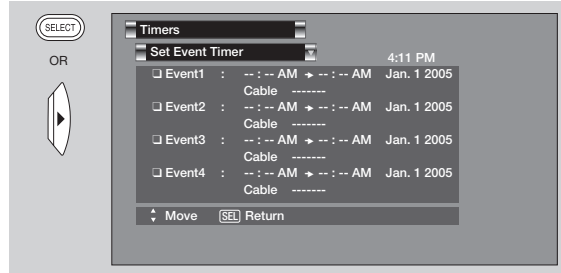 SELECT
OR
Timers
Set Event Timer
4:11 PM
❏ Event1 : -- : -- AM ➔ -- : -- AM Jan. 1 2005
Cable -------
❏ Event2 : -- : -- AM ➔ -- : -- AM Jan. 1 2005
Cable -------
❏ Event3 : -- : -- AM ➔ -- : -- AM Jan. 1 2005
Cable -------
❏ Event4 : -- : -- AM ➔ -- : -- AM Jan. 1 2005
Cable -------
Move SEL Return